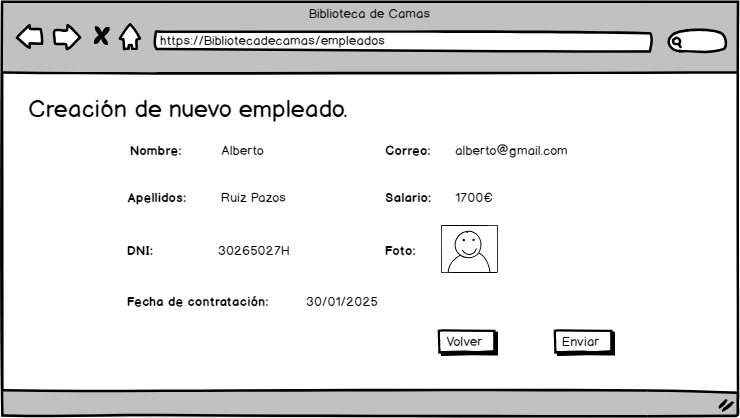 Biblioteca de Camas
https://Bibliotecadecamas/empleados
Creación de nuevo empleado.
Nombre: Alberto Correo: alberto@gmail.com
Apellidos: Ruiz Pazos Salario: 1700€
DNI: 30265027H Foto:
Fecha de contratación: 30/01/2025
Volver Enviar